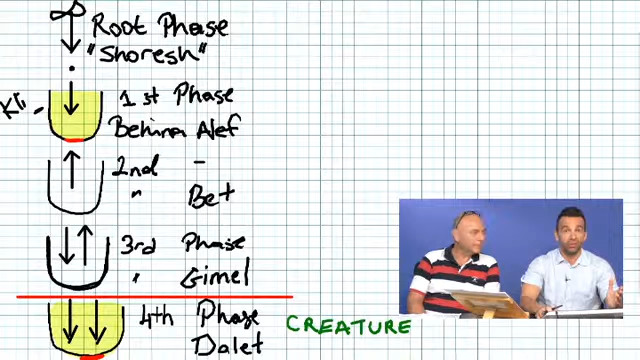 Root Phase
"Shoresh"
Kli
1st Phase
Behina Alef
2nd -
" Bet
3rd Phase
" Gimel
4th Phase
CREATURE
Dalet